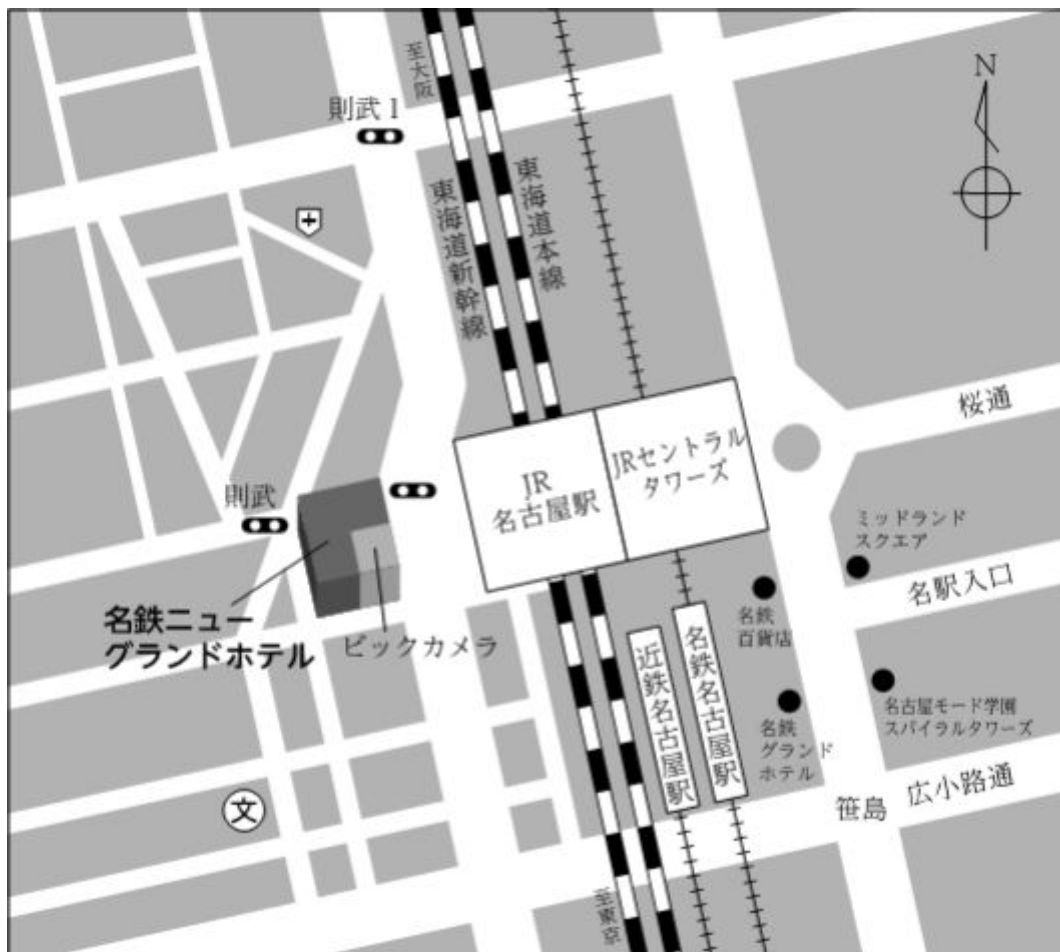 至大阪
則武 1
N
東海道新幹線
東海道本線
桜通
JRセントラル
タワーズ
JR
名古屋駅
則武
ミッドランド
スクエア
名駅入口
名鉄
百貨店
名鉄ニュー
グランドホテル
ビックカメラ
近鉄名古屋駅
名鉄名古屋駅
名古屋モード学園
スパイラルタワーズ
名鉄
グランド
ホテル
笹島
広小路通
文
至東京